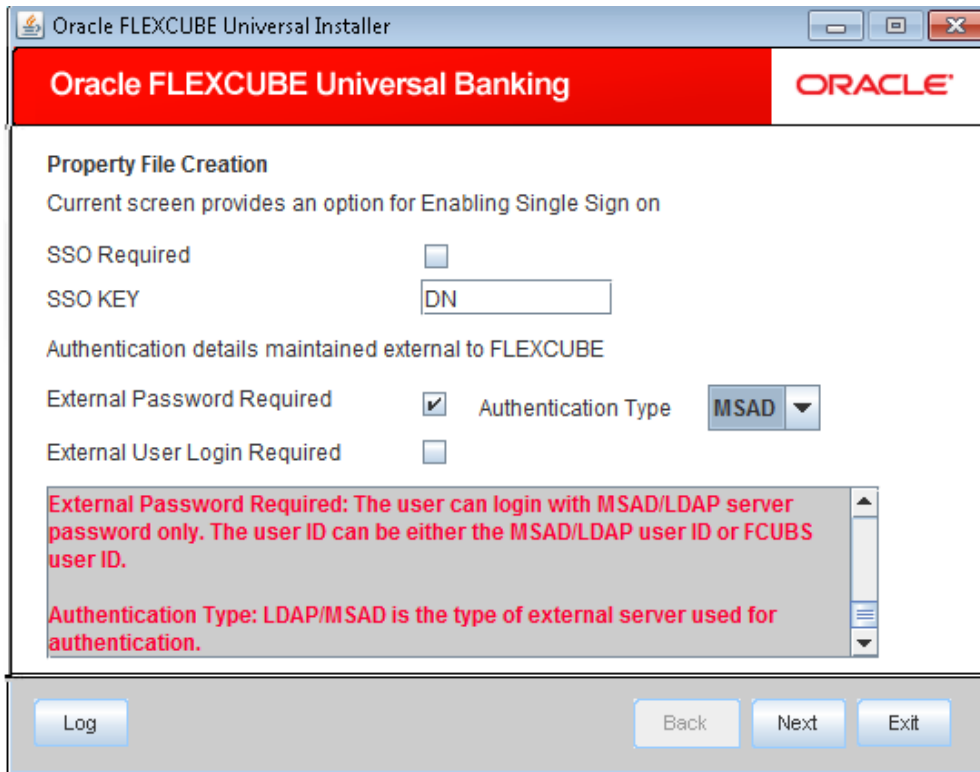 Oracle FLEXCUBE Universal Installer
Oracle FLEXCUBE Universal Banking
ORACLE
Property File Creation
Current screen provides an option for Enabling Single Sign on
SSO Required
SSO KEY DN
Authentication details maintained external to FLEXCUBE
External Password Required Authentication Type MSAD
External User Login Required
External Password Required: The user can login with MSAD/LDAP server
password only. The user ID can be either the MSAD/LDAP user ID or FCUBS
user ID.
Authentication Type: LDAP/MSAD is the type of external server used for
authentication.
Log Back Next Exit